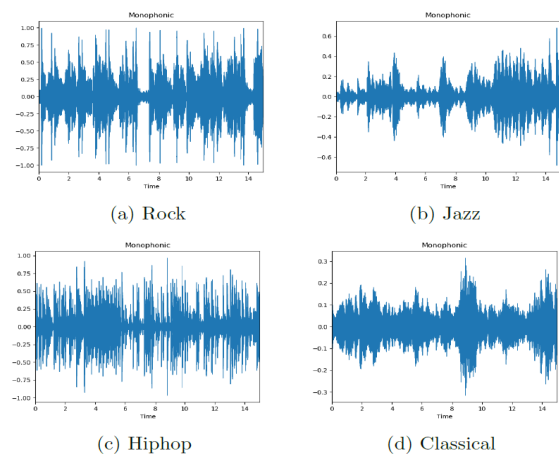 Monophonic
1.00
0.75
0.50
0.25
0.00
−0.25
−0.50
−0.75
−1.00
0 2 4 6 8 10 12 14
Time
(a) Rock
Monophonic
0.6
0.4
0.2
0.0
−0.2
−0.4
−0.6
0 2 4 6 8 10 12 14
Time
(b) Jazz
Monophonic
1.00
0.75
0.50
0.25
0.00
−0.25
−0.50
−0.75
−1.00
0 2 4 6 8 10 12 14
Time
(c) Hiphop
Monophonic
0.3
0.2
0.1
0.0
−0.1
−0.2
−0.3
0 2 4 6 8 10 12 14
Time
(d) Classical